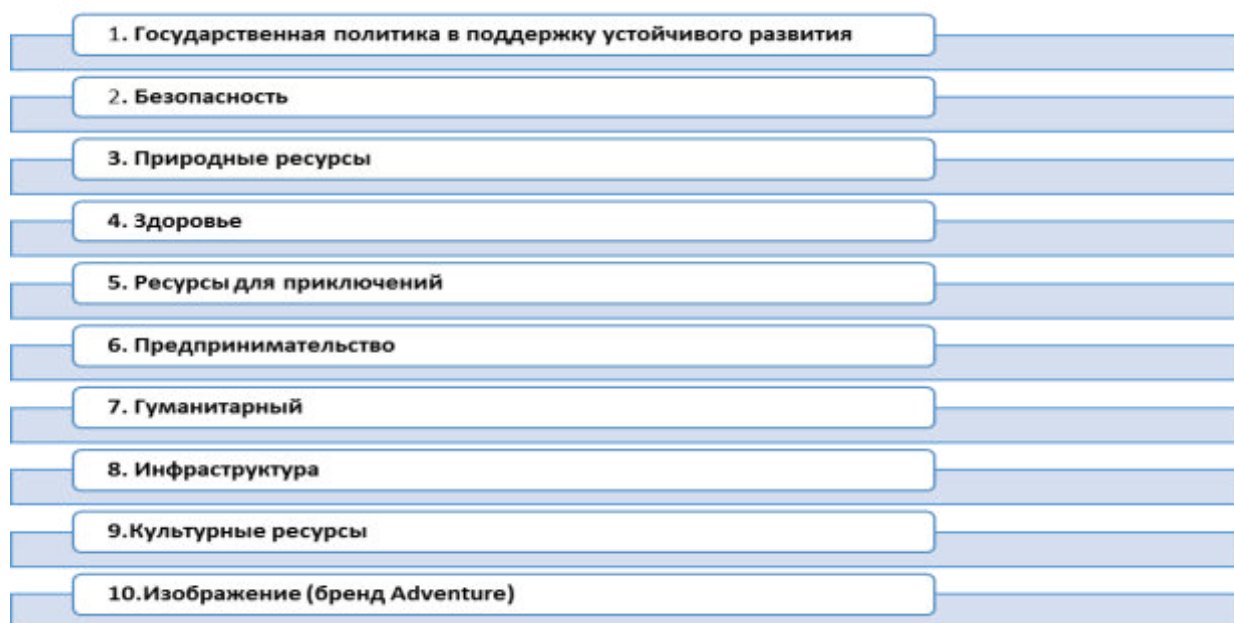 1. Государственная политика в поддержку устойчивого развития
2. Безопасность
3. Природные ресурсы
4. Здоровье
5. Ресурсы для приключений
6. Предпринимательство
7. Гуманитарный
8. Инфраструктура
9.Культурные ресурсы
10.Изображение (бренд Adventure)